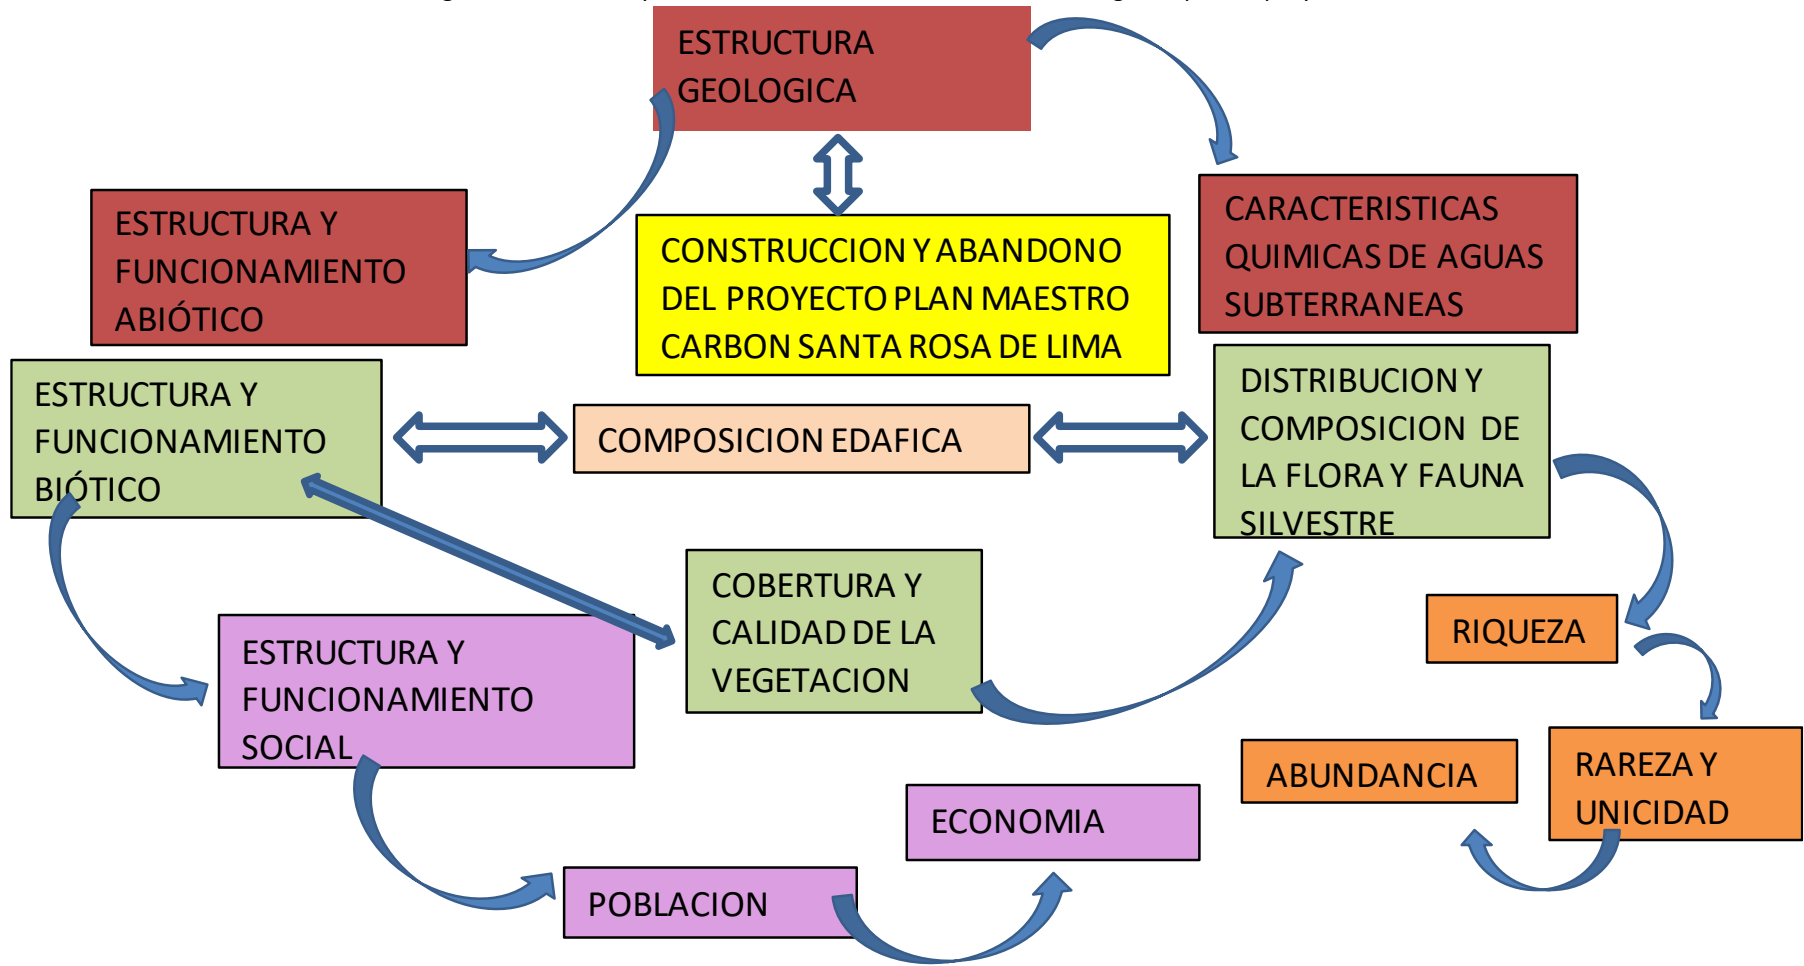 ESTRUCTURA
GEOLOGICA
ESTRUCTURA Y
FUNCIONAMIENTO
ABIÓTICO
CONSTRUCCION Y ABANDONO
DEL PROYECTO PLAN MAESTRO
CARBON SANTA ROSA DE LIMA
CARACTERISTICAS
QUIMICAS DE AGUAS
SUBTERRANEAS
ESTRUCTURA Y
FUNCIONAMIENTO
BIÓTICO
COMPOSICION EDAFICA
DISTRIBUCION Y
COMPOSICION DE
LA FLORA Y FAUNA
SILVESTRE
COBERTURA Y
CALIDAD DE LA
VEGETACION
ESTRUCTURA Y
FUNCIONAMIENTO
SOCIAL
RIQUEZA
RAREZA Y
UNICIDAD
ABUNDANCIA
ECONOMIA
POBLACION